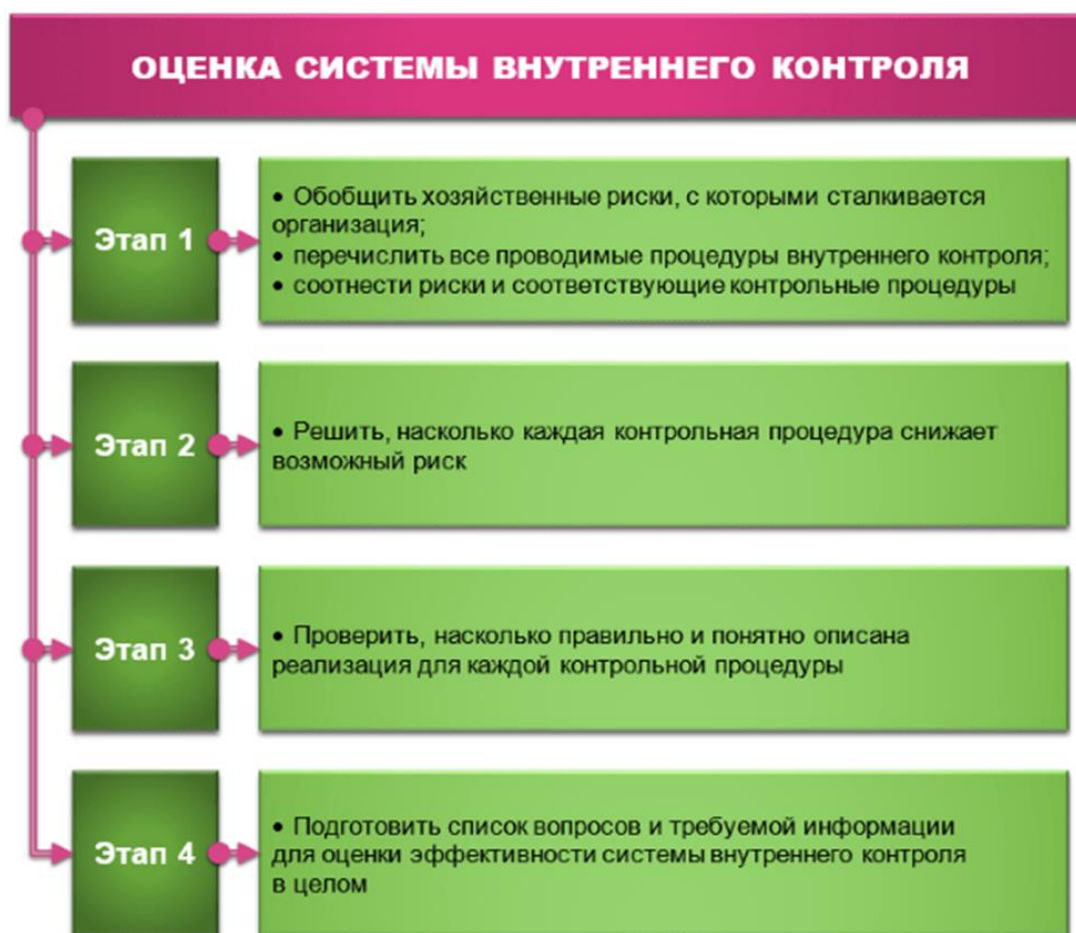 ОЦЕНКА СИСТЕМЫ ВНУТРЕННЕГО КОНТРОЛЯ
Этап 1
• Обобщить хозяйственные риски, с которыми сталкивается
организация;
• перечислить все проводимые процедуры внутреннего контроля;
• соотнести риски и соответствующие контрольные процедуры
Этап 2
• Решить, насколько каждая контрольная процедура снижает
возможный риск
Этап 3
• Проверить, насколько правильно и понятно описана
реализация для каждой контрольной процедуры
Этап 4
• Подготовить список вопросов и требуемой информации
для оценки эффективности системы внутреннего контроля
в целом